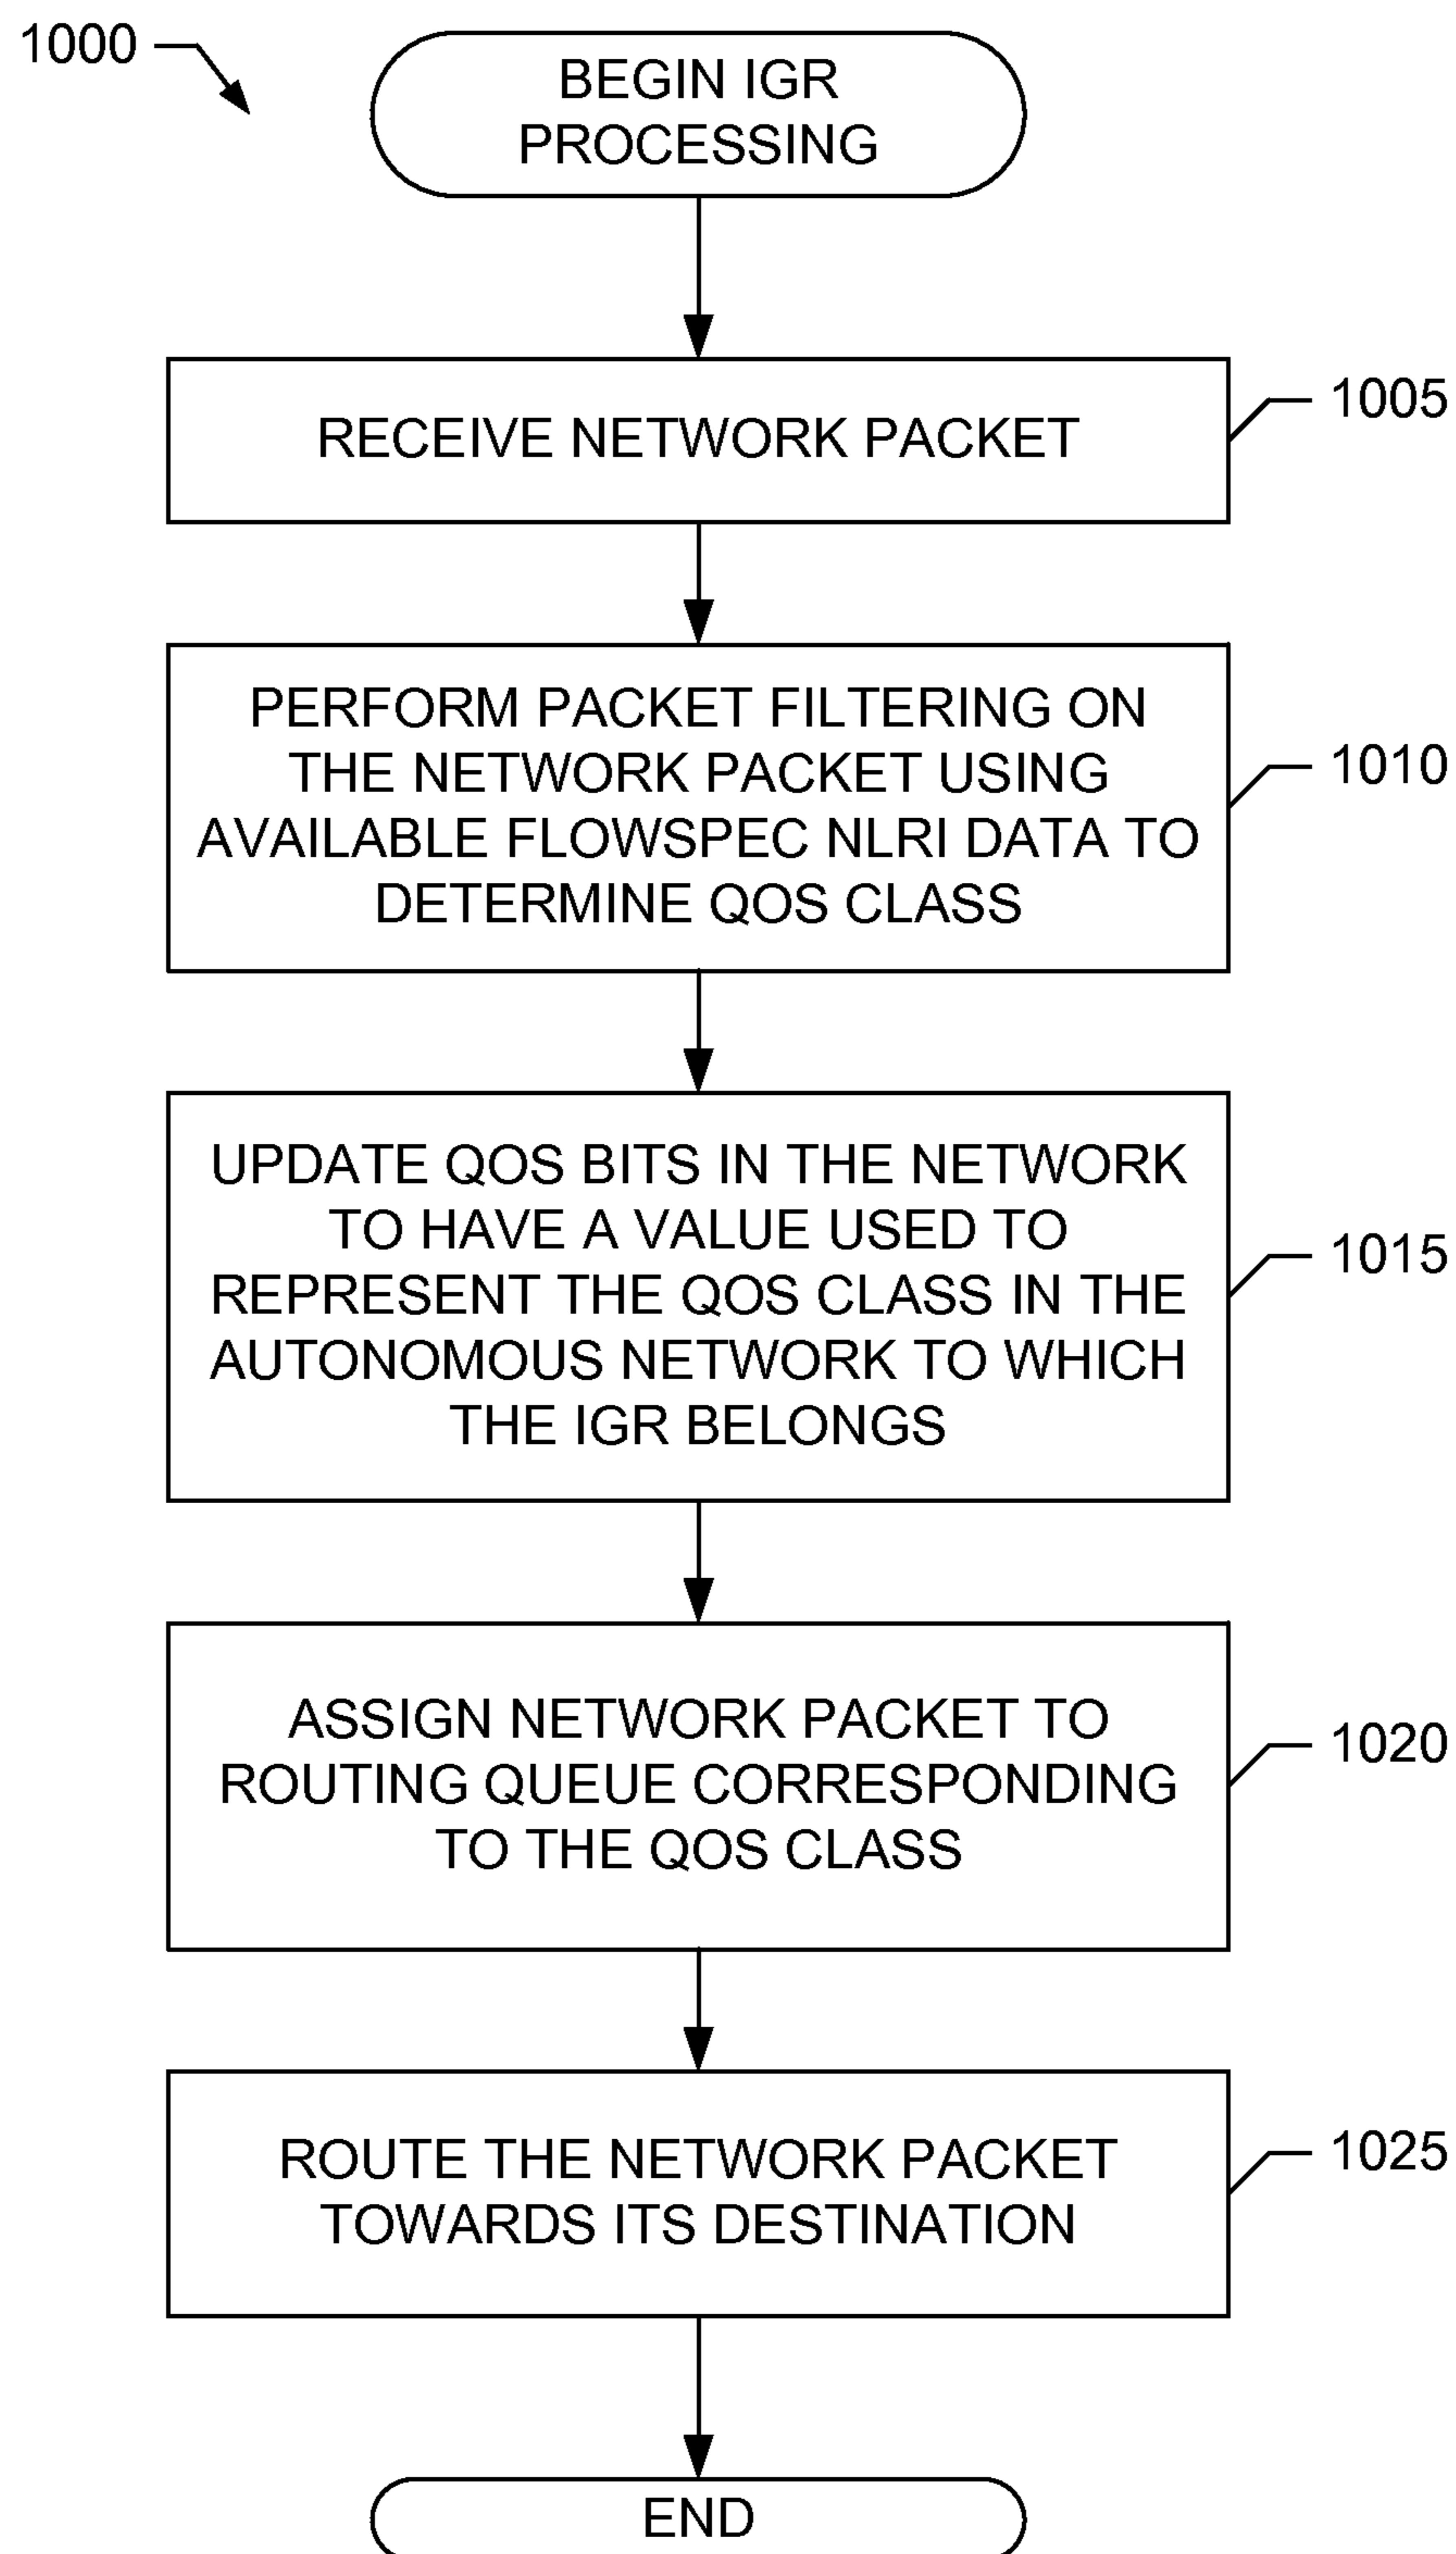 1000
BEGIN IGR
PROCESSING
RECEIVE NETWORK PACKET
1005
PERFORM PACKET FILTERING ON
THE NETWORK PACKET USING
AVAILABLE FLOWSPEC NLRI DATA TO
DETERMINE QOS CLASS
1010
UPDATE QOS BITS IN THE NETWORK
TO HAVE A VALUE USED TO
REPRESENT THE QOS CLASS IN THE
AUTONOMOUS NETWORK TO WHICH
THE IGR BELONGS
1015
ASSIGN NETWORK PACKET TO
ROUTING QUEUE CORRESPONDING
TO THE QOS CLASS
1020
ROUTE THE NETWORK PACKET
TOWARDS ITS DESTINATION
1025
END